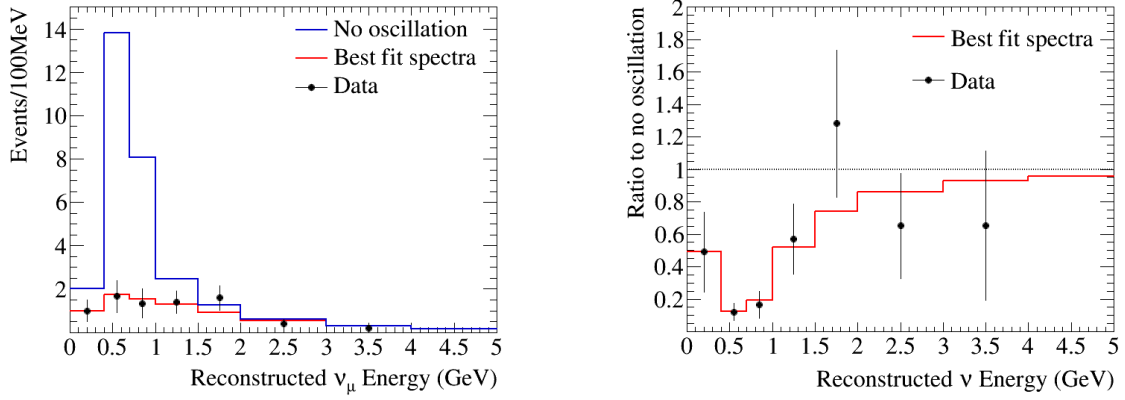 Events/100MeV
14
12
10
8
6
4
2
No oscillation
Best fit spectra
Data
0 0.5 1 1.5 2 2.5 3 3.5 4 4.5 5
Reconstructed νμ Energy (GeV)
Ratio to no oscillation
2
1.8
1.6
1.4
1.2
1
0.8
0.6
0.4
0.2
Best fit spectra
Data
0 0.5 1 1.5 2 2.5 3 3.5 4 4.5 5
Reconstructed ν Energy (GeV)